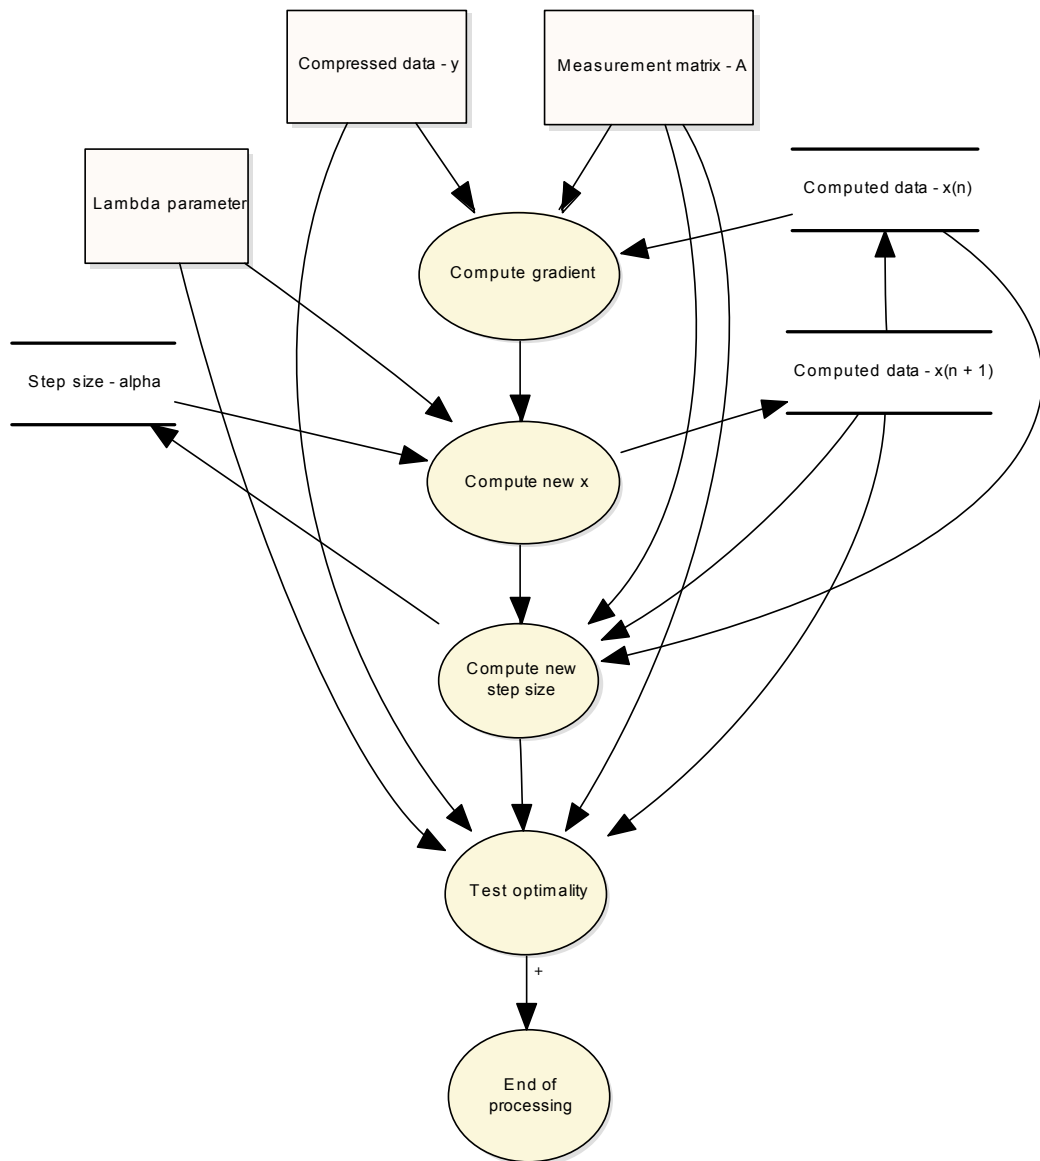 Compressed data - y
Measurement matrix - A
Computed data - x(n)
Lambda parameter
Compute gradient
Computed data - x(n + 1)
Step size - alpha
Compute new x
Compute new
step size
Test optimality
+
End of
processing